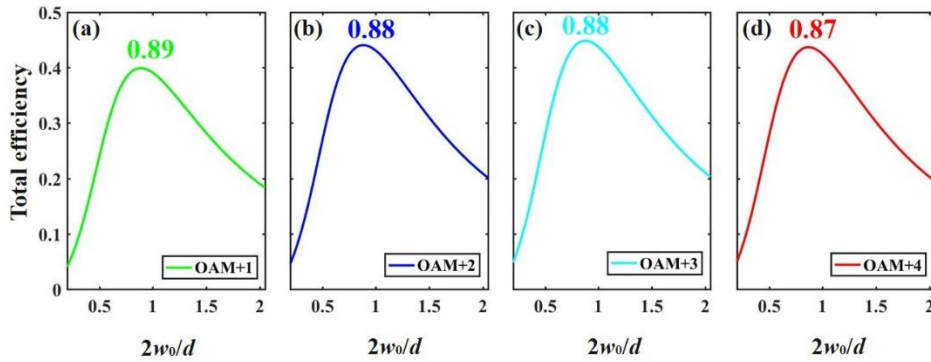 (a)
0.89
(b)
0.88
(c)
0.88
(d)
0.87
Total efficiency
0.5
0.4
0.3
0.2
0.1
0
OAM+1
OAM+2
OAM+3
OAM+4
0.5 1 1.5 2
0.5 1 1.5 2
0.5 1 1.5 2
0.5 1 1.5 2
2w₀/d
2w₀/d
2w₀/d
2w₀/d